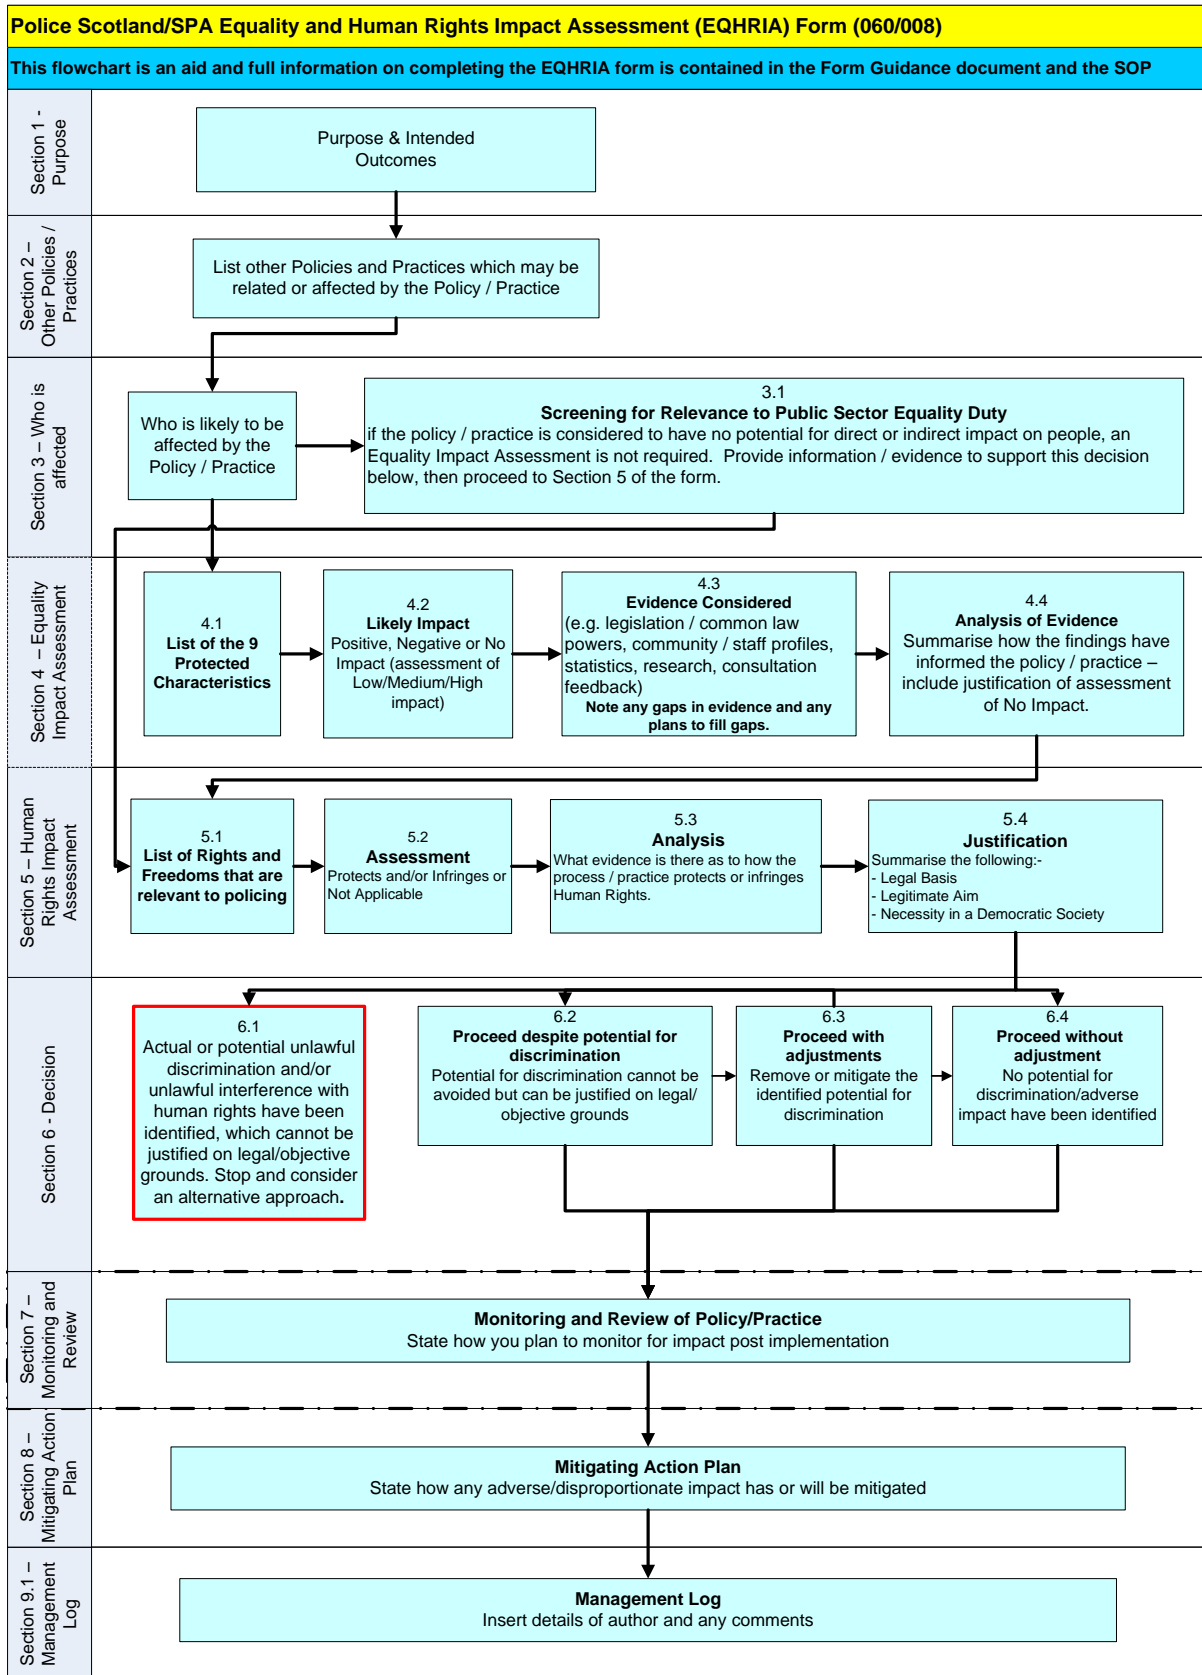 Police Scotland/SPA Equality and Human Rights Impact Assessment (EQHRIA) Form (060/008)
This flowchart is an aid and full information on completing the EQHRIA form is contained in the Form Guidance document and the SOP
Section 1 -
Purpose
Purpose & Intended
Outcomes
Section 2 –
Other Policies /
Practices
List other Policies and Practices which may be
related or affected by the Policy / Practice
Section 3 – Who is
affected
Who is likely to be
affected by the
Policy / Practice
3.1
Screening for Relevance to Public Sector Equality Duty
if the policy / practice is considered to have no potential for direct or indirect impact on people, an
Equality Impact Assessment is not required.  Provide information / evidence to support this decision
below, then proceed to Section 5 of the form.
Section 4 – Equality
Impact Assessment
4.1
List of the 9
Protected
Characteristics
4.2
Likely Impact
Positive, Negative or No
Impact (assessment of
Low/Medium/High
impact)
4.3
Evidence Considered
(e.g. legislation / common law
powers, community / staff profiles,
statistics, research, consultation
feedback)
Note any gaps in evidence and any
plans to fill gaps.
4.4
Analysis of Evidence
Summarise how the findings have
informed the policy / practice –
include justification of assessment
of No Impact.
Section 5 – Human
Rights Impact
Assessment
5.1
List of Rights and
Freedoms that are
relevant to policing
5.2
Assessment
Protects and/or Infringes or
Not Applicable
5.3
Analysis
What evidence is there as to how the
process / practice protects or infringes
Human Rights.
5.4
Justification
Summarise the following:-
- Legal Basis
- Legitimate Aim
- Necessity in a Democratic Society
Section 6 - Decision
6.1
Actual or potential unlawful
discrimination and/or
unlawful interference with
human rights have been
identified, which cannot be
justified on legal/objective
grounds. Stop and consider
an alternative approach.
6.2
Proceed despite potential for
discrimination
Potential for discrimination cannot be
avoided but can be justified on legal/
objective grounds
6.3
Proceed with
adjustments
Remove or mitigate the
identified potential for
discrimination
6.4
Proceed without
adjustment
No potential for
discrimination/adverse
impact have been identified
Section 7 –
Monitoring and
Review
Monitoring and Review of Policy/Practice
State how you plan to monitor for impact post implementation
Section 8 –
Mitigating Action
Plan
Mitigating Action Plan
State how any adverse/disproportionate impact has or will be mitigated
Section 9.1 –
Management
Log
Management Log
Insert details of author and any comments